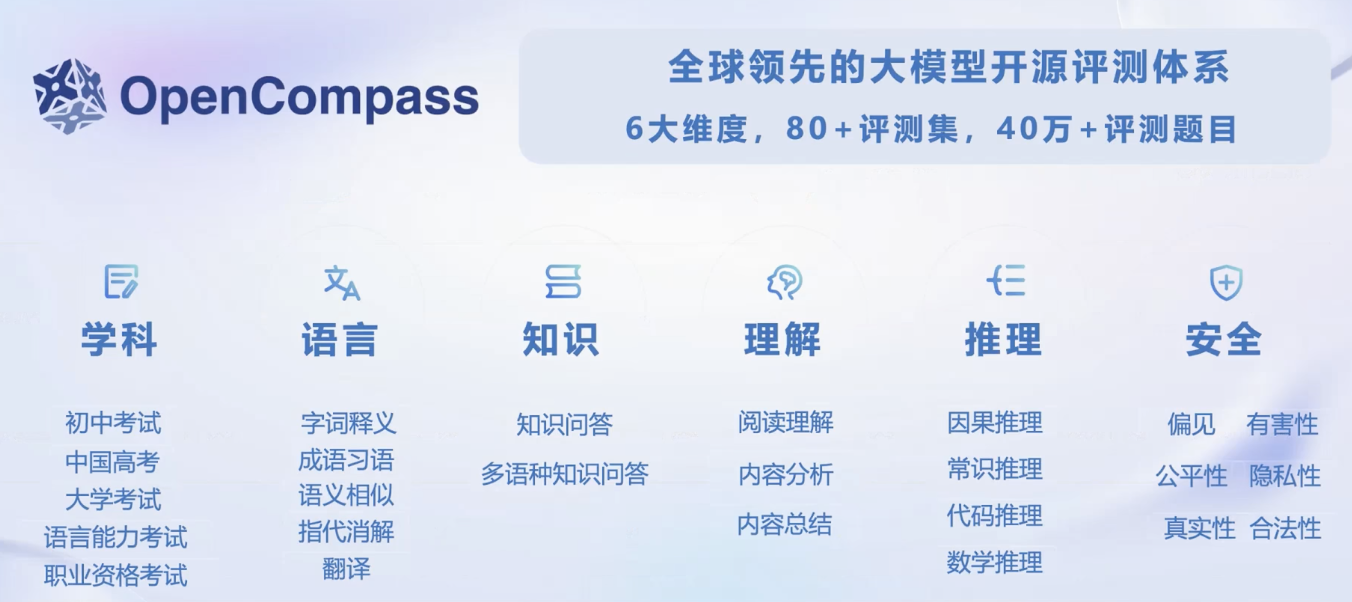 OpenCompass
全球领先的大模型开源评测体系
6大维度，80+评测集，40万+评测题目
学科
初中考试
中国高考
大学考试
语言能力考试
职业资格考试
语言
字词释义
成语习语
语义相似
指代消解
翻译
知识
知识问答
多语种知识问答
理解
阅读理解
内容分析
内容总结
推理
因果推理
常识推理
代码推理
数学推理
安全
偏见 有害性
公平性 隐私性
真实性 合法性